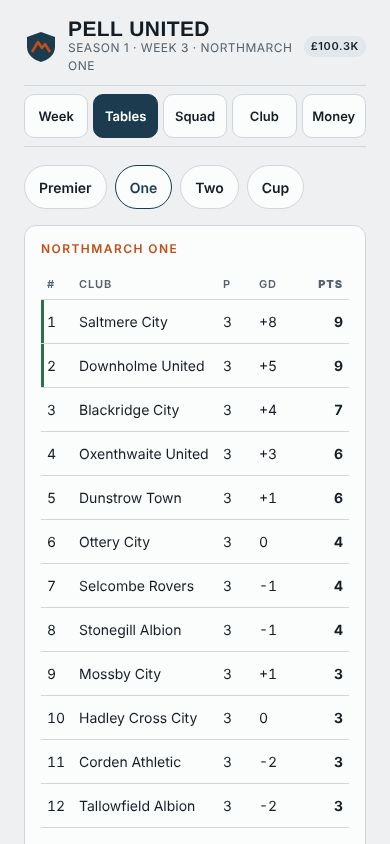 PELL UNITED
SEASON 1 · WEEK 3 · NORTHMARCH
ONE
£100.3K
Week Tables Squad Club Money
Premier One Two Cup
NORTHMARCH ONE
# CLUB P GD PTS
1 Saltmere City 3 +8 9
2 Downholme United 3 +5 9
3 Blackridge City 3 +4 7
4 Oxenthwaite United 3 +3 6
5 Dunstrow Town 3 +1 6
6 Ottery City 3 0 4
7 Selcombe Rovers 3 -1 4
8 Stonegill Albion 3 -1 4
9 Mossby City 3 +1 3
10 Hadley Cross City 3 0 3
11 Corden Athletic 3 -2 3
12 Tallowfield Albion 3 -2 3